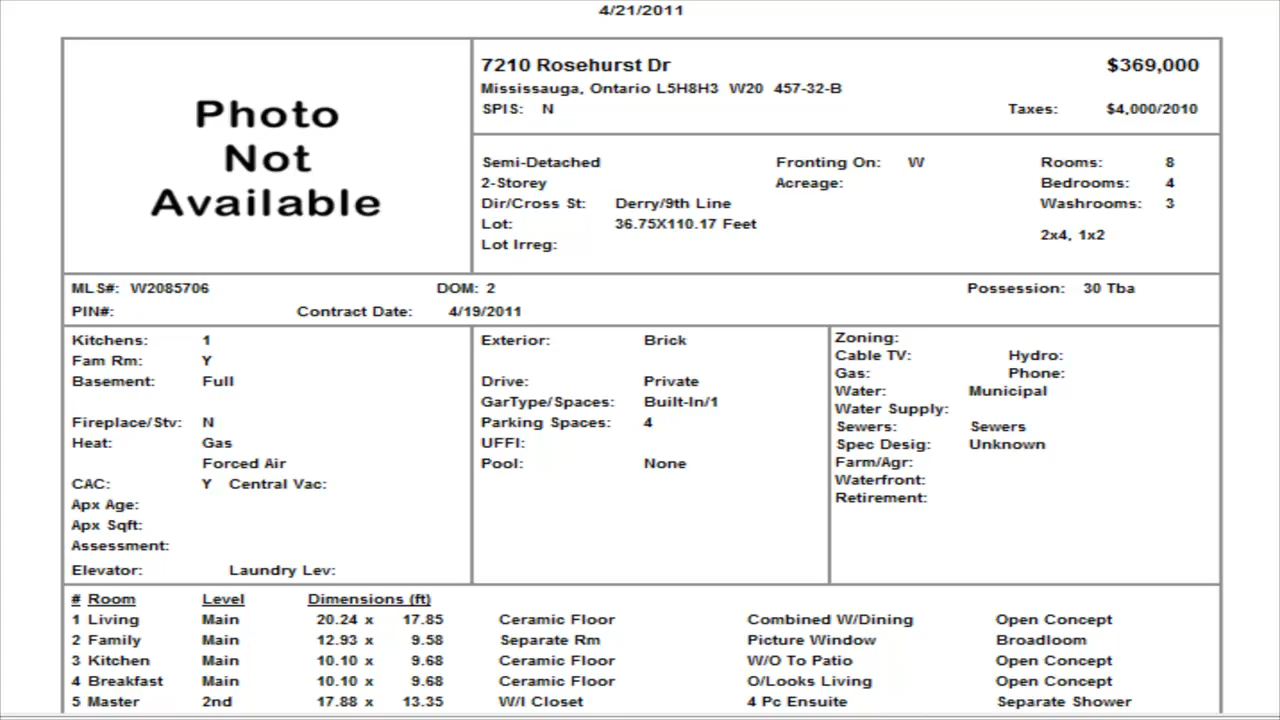 4/21/2011
Photo
Not
Available
7210 Rosehurst Dr $369,000
Mississauga, Ontario L5H8H3 W20 457-32-B
SPIS: N Taxes: $4,000/2010
Semi-Detached Fronting On: W Rooms: 8
2-Storey Acreage: Bedrooms: 4
Dir/Cross St: Derry/9th Line Washrooms: 3
Lot: 36.75X110.17 Feet
2x4, 1x2
Lot Irreg:
MLS#: W2085706 DOM: 2 Possession: 30 Tba
PIN#: Contract Date: 4/19/2011
Kitchens: 1
Fam Rm: Y
Basement: Full
Fireplace/Stv: N
Heat: Gas
Forced Air
CAC: Y Central Vac:
Apx Age:
Apx Sqft:
Assessment:
Elevator: Laundry Lev:
Exterior: Brick
Drive: Private
GarType/Spaces: Built-In/1
Parking Spaces: 4
UFFI:
Pool: None
Zoning:
Cable TV: Hydro:
Gas: Phone:
Water: Municipal
Water Supply:
Sewers: Sewers
Spec Desig: Unknown
Farm/Agr:
Waterfront:
Retirement:
# Room Level Dimensions (ft)
1 Living Main 20.24 x 17.85 Ceramic Floor Combined W/Dining Open Concept
2 Family Main 12.93 x 9.58 Separate Rm Picture Window Broadloom
3 Kitchen Main 10.10 x 9.68 Ceramic Floor W/O To Patio Open Concept
4 Breakfast Main 10.10 x 9.68 Ceramic Floor O/Looks Living Open Concept
5 Master 2nd 17.88 x 13.35 W/I Closet 4 Pc Ensuite Separate Shower